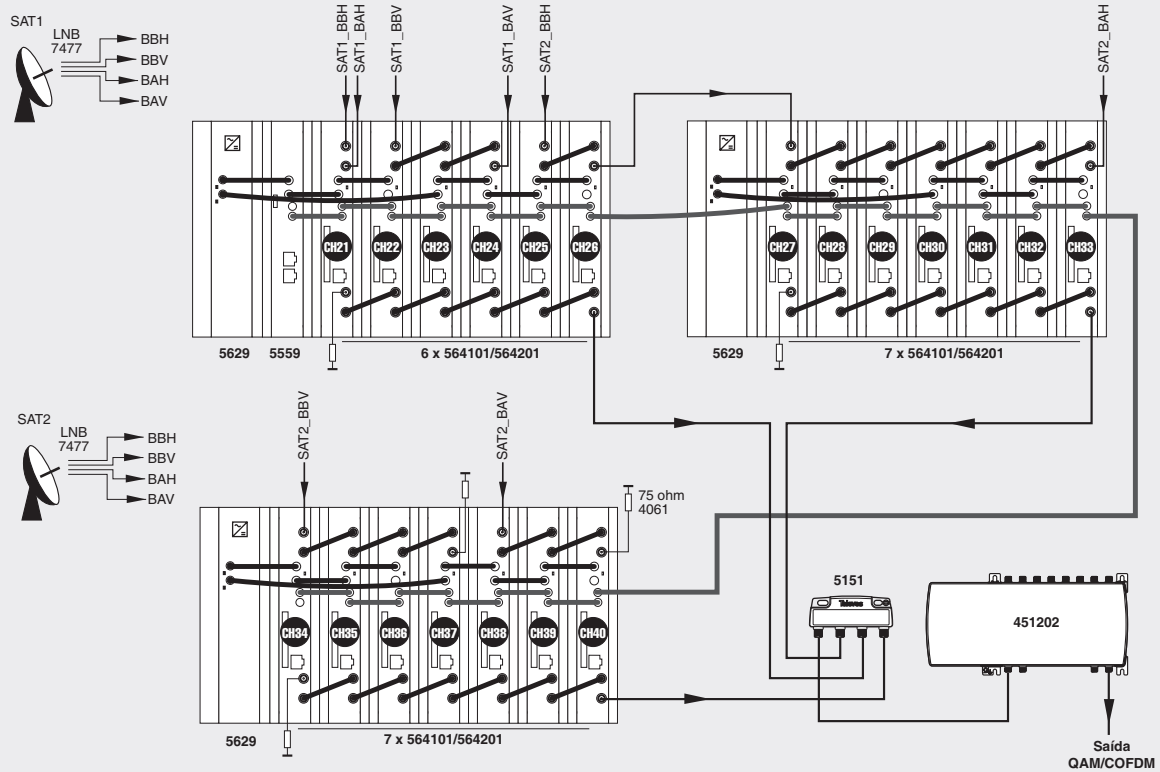 SAT1
LNB
7477
BBH
BBV
BAH
BAV
SAT1_BBH
SAT1_BAH
SAT1_BBV
SAT1_BAV
SAT2_BBH
SAT2_BAH
CH21
CH22
CH23
CH24
CH25
CH26
CH27
CH28
CH29
CH30
CH31
CH32
CH33
5629
5559
6 x 564101/564201
5629
7 x 564101/564201
SAT2
LNB
7477
BBH
BBV
BAH
BAV
SAT2_BBV
SAT2_BAV
75 ohm
4061
CH34
CH35
CH36
CH37
CH38
CH39
CH40
5629
7 x 564101/564201
5151
Televes
451202
Saída
QAM/COFDM